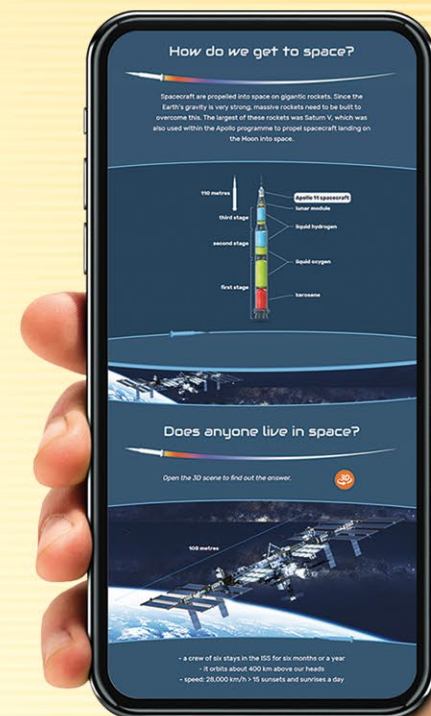 How do we get to space?
Spacecraft are propelled into space on gigantic rockets. Since the
Earth's gravity is very strong, massive rockets need to be built to
overcome this. The largest of these rockets was Saturn V, which was
also used within the Apollo programme to propel spacecraft landing on
the Moon into space.
110 metres
Apollo 11 spacecraft
lunar module
third stage
liquid hydrogen
second stage
liquid oxygen
first stage
kerosene
Does anyone live in space?
Open the 3D scene to find out the answer.
3D
108 metres
- a crew of six stays in the ISS for six months or a year
- it orbits about 400 km above our heads
- speed: 28,000 km/h > 15 sunsets and sunrises a day